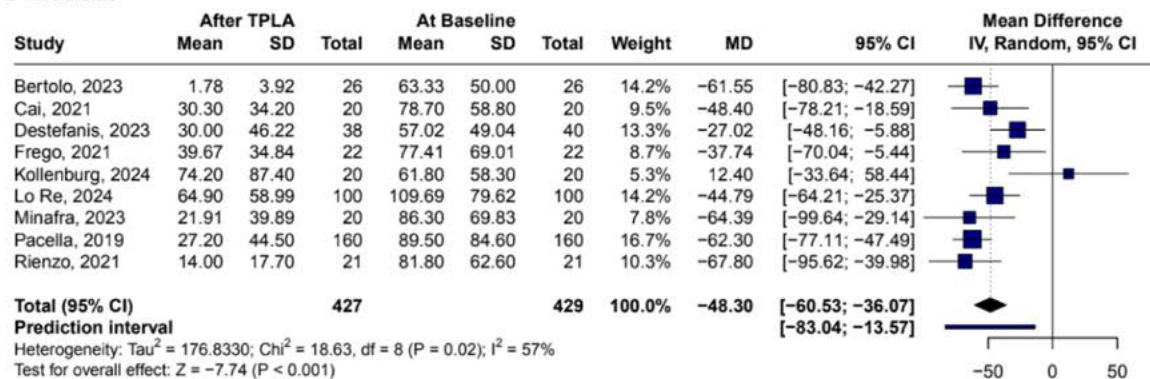 After TPLA At Baseline Mean Difference
Study Mean SD Total Mean SD Total Weight MD 95% CI IV, Random, 95% CI
Bertolo, 2023 1.78 3.92 26 63.33 50.00 26 14.2% −61.55 [−80.83; −42.27]
Cai, 2021 30.30 34.20 20 78.70 58.80 20 9.5% −48.40 [−78.21; −18.59]
Destefanis, 2023 30.00 46.22 38 57.02 49.04 40 13.3% −27.02 [−48.16; −5.88]
Frego, 2021 39.67 34.84 22 77.41 69.01 22 8.7% −37.74 [−70.04; −5.44]
Kollenburg, 2024 74.20 87.40 20 61.80 58.30 20 5.3% 12.40 [−33.64; 58.44]
Lo Re, 2024 64.90 58.99 100 109.69 79.62 100 14.2% −44.79 [−64.21; −25.37]
Minafra, 2023 21.91 39.89 20 86.30 69.83 20 7.8% −64.39 [−99.64; −29.14]
Pacella, 2019 27.20 44.50 160 89.50 84.60 160 16.7% −62.30 [−77.11; −47.49]
Rienzo, 2021 14.00 17.70 21 81.80 62.60 21 10.3% −67.80 [−95.62; −39.98]
Total (95% CI) 427 429 100.0% −48.30 [−60.53; −36.07]
Prediction interval [−83.04; −13.57]
Heterogeneity: Tau² = 176.8330; Chi² = 18.63, df = 8 (P = 0.02); I² = 57%
Test for overall effect: Z = −7.74 (P < 0.001)
−50 0 50